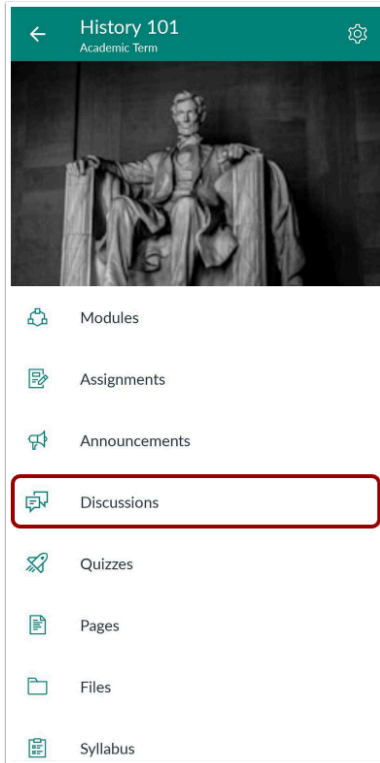 History 101
Academic Term
Modules
Assignments
Announcements
Discussions
Quizzes
Pages
Files
Syllabus